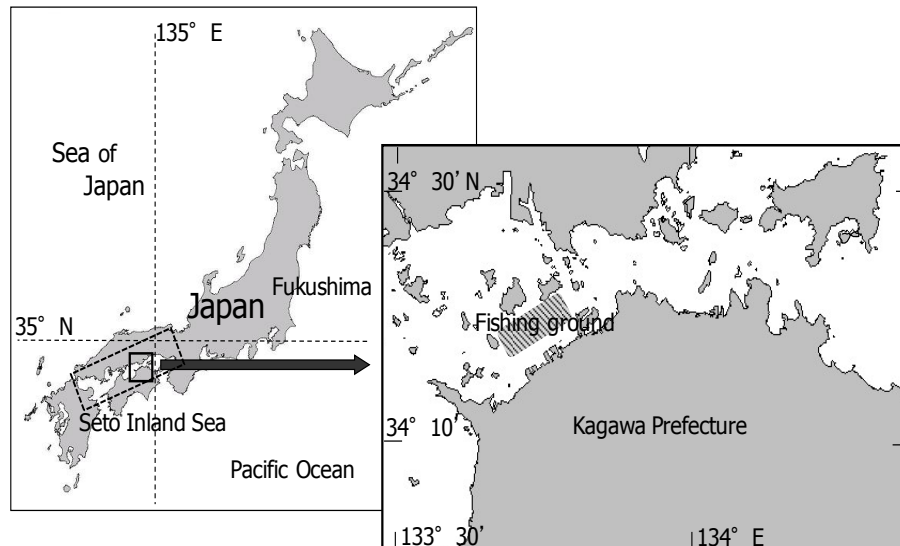 135° E
Sea of
Japan
Fukushima
Japan
35° N
Seto Inland Sea
Pacific Ocean
34° 30' N
Fishing ground
34° 10'
Kagawa Prefecture
133° 30'
134° E